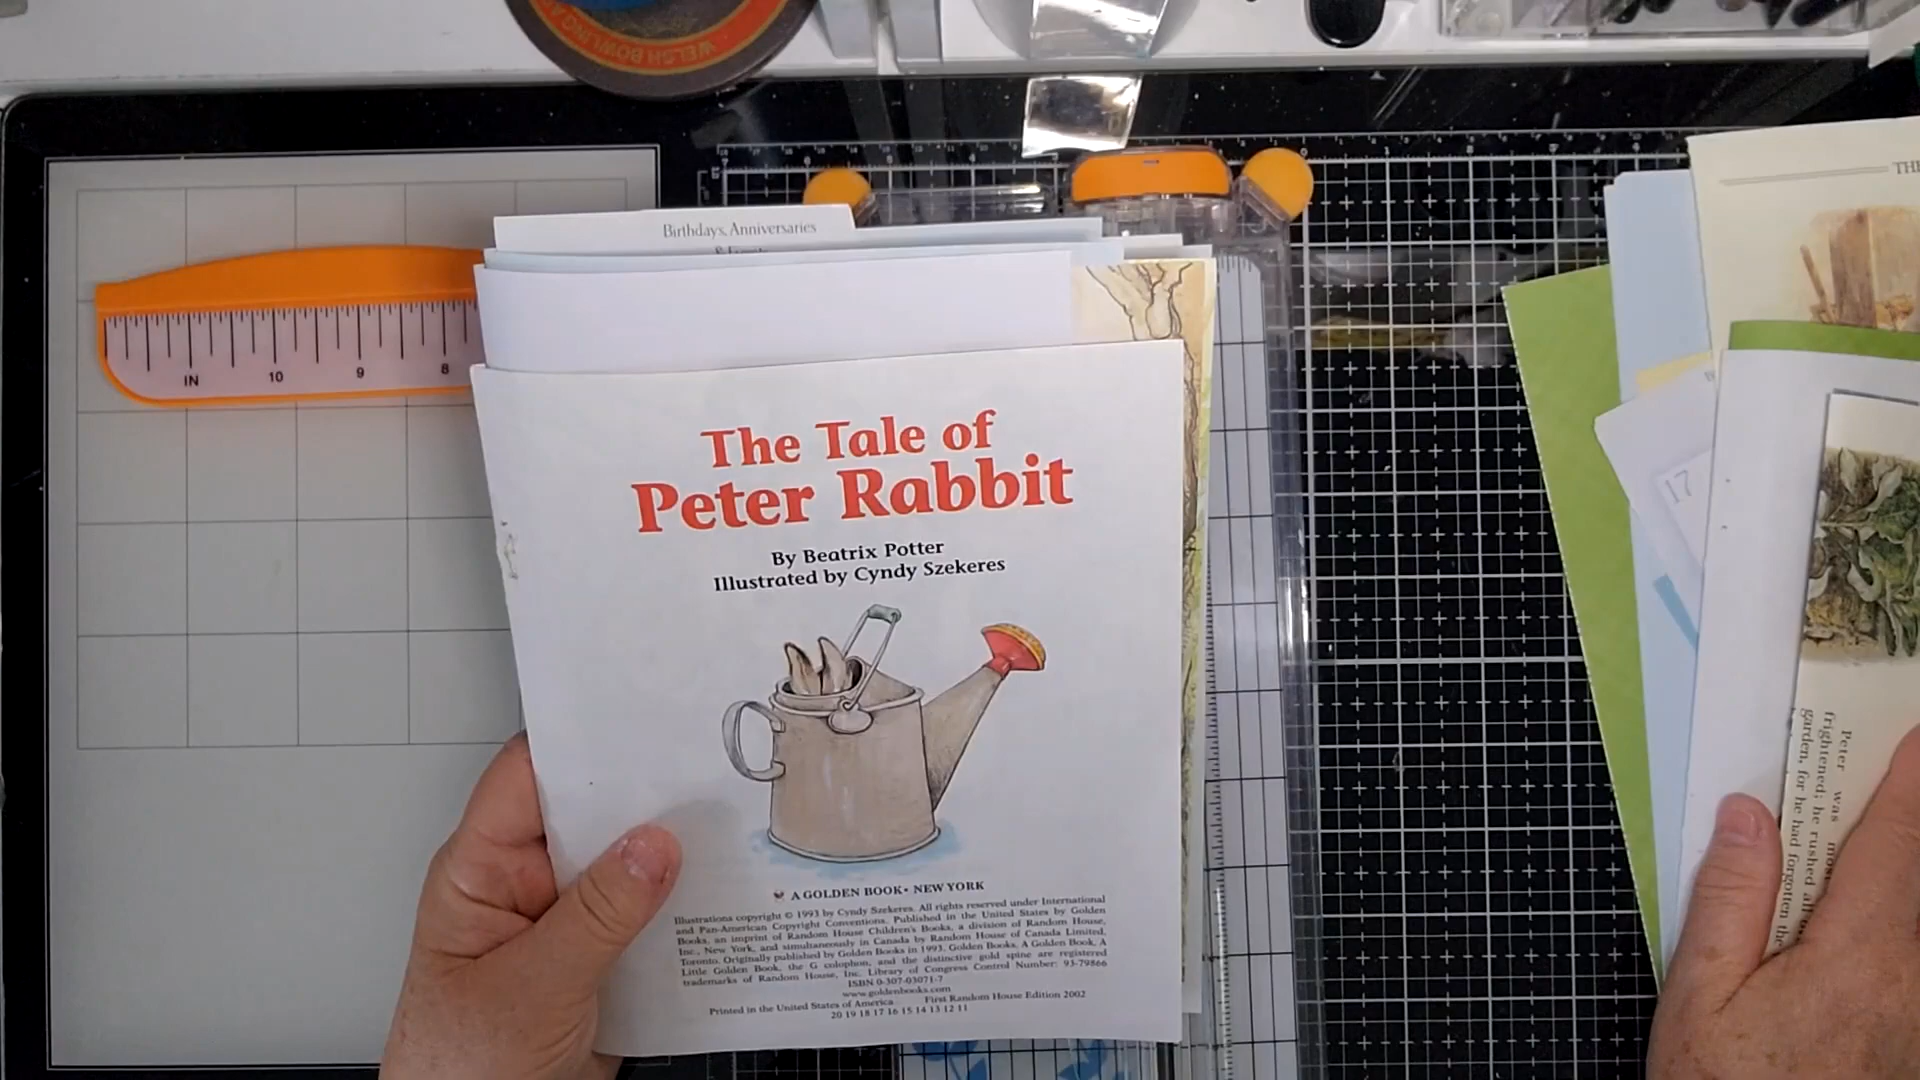 WELSH BOWLING
IN 10 9 8
Birthdays, Anniversaries
The Tale of
Peter Rabbit
By Beatrix Potter
Illustrated by Cyndy Szekeres
A GOLDEN BOOK • NEW YORK
Illustrations copyright © 1993 by Cyndy Szekeres. All rights reserved under International
and Pan-American Copyright Conventions. Published in the United States by Golden
Books, an imprint of Random House Children's Books, a division of Random House,
Inc., New York, and simultaneously in Canada by Random House of Canada Limited,
Toronto. Originally published by Golden Books in 1993. Golden Books, A Golden Book, A
Little Golden Book, the G colophon, and the distinctive gold spine are registered
trademarks of Random House, Inc. Library of Congress Control Number: 93-79866
ISBN 0-307-03071-7
www.goldenbooks.com
Printed in the United States of America First Random House Edition 2002
20 19 18 17 16 15 14 13 12 11
17
Peter was
frightened; he rushed
garden, for he had forgotten the